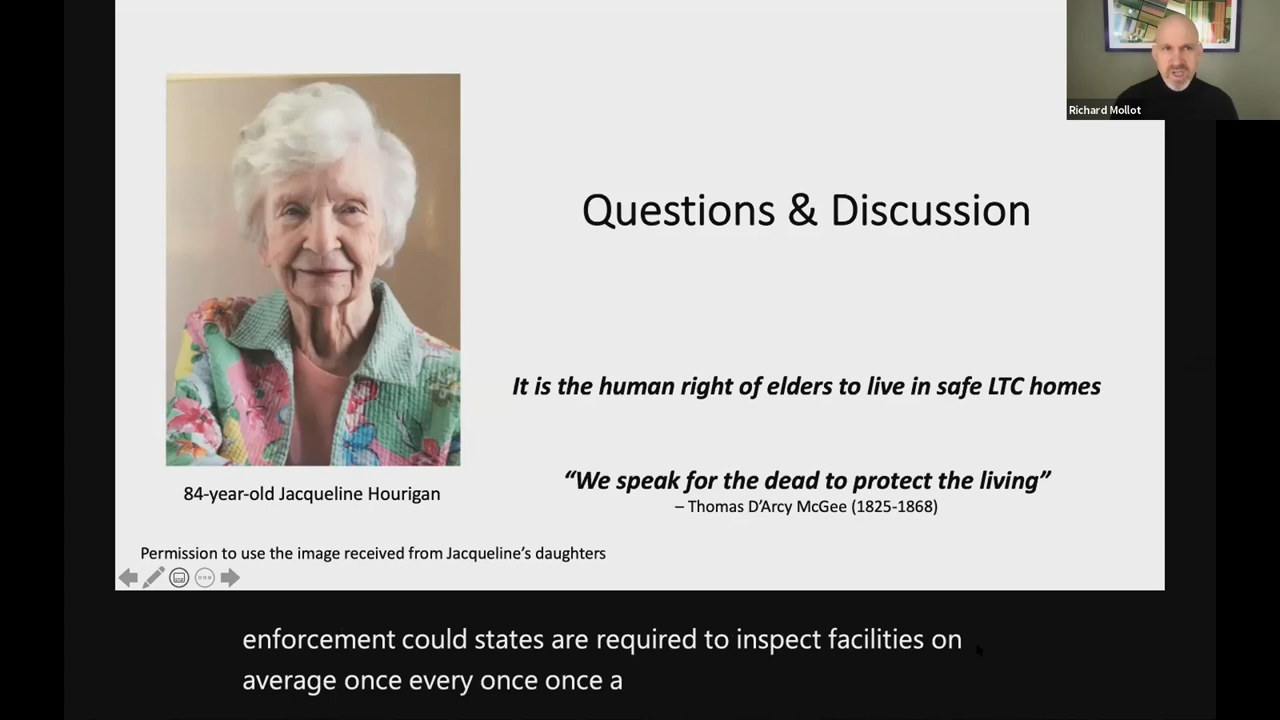 Richard Mollot
Questions & Discussion
It is the human right of elders to live in safe LTC homes
“We speak for the dead to protect the living”
– Thomas D’Arcy McGee (1825-1868)
84-year-old Jacqueline Hourigan
Permission to use the image received from Jacqueline’s daughters
enforcement could states are required to inspect facilities on
average once every once once a